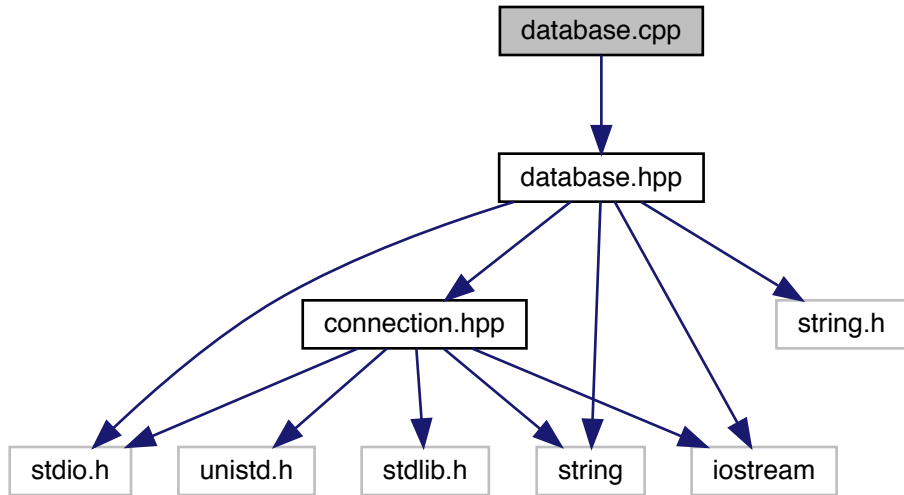 database.cpp
database.hpp
connection.hpp
string.h
stdio.h
unistd.h
stdlib.h
string
iostream